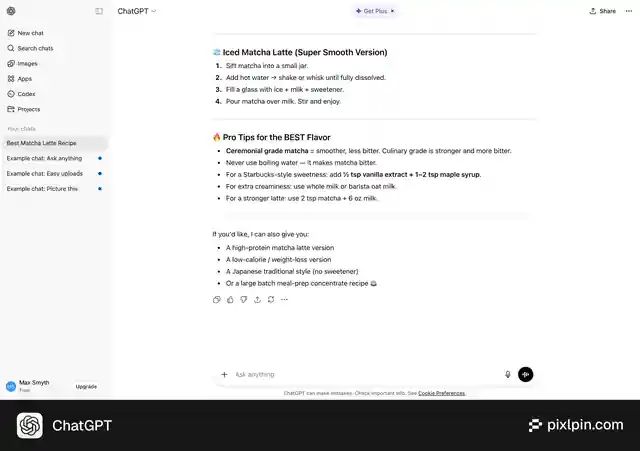 ChatGPT
Get Plus
Share
New chat
Search chats
Images
Apps
Codex
Projects
Your chats
Best Matcha Latte Recipe
Example chat: Ask anything
Example chat: Easy uploads
Example chat: Picture this
Max Smyth
Free
Upgrade
🧊 Iced Matcha Latte (Super Smooth Version)
1. Sift matcha into a small jar.
2. Add hot water → shake or whisk until fully dissolved.
3. Fill a glass with ice + milk + sweetener.
4. Pour matcha over milk. Stir and enjoy.
🔥 Pro Tips for the BEST Flavor
• Ceremonial grade matcha = smoother, less bitter. Culinary grade is stronger and more bitter.
• Never use boiling water — it makes matcha bitter.
• For a Starbucks-style sweetness: add ½ tsp vanilla extract + 1–2 tsp maple syrup.
• For extra creaminess: use whole milk or barista oat milk.
• For a stronger latte: use 2 tsp matcha + 6 oz milk.
If you'd like, I can also give you:
• A high-protein matcha latte version
• A low-calorie / weight-loss version
• A Japanese traditional style (no sweetener)
• Or a large batch meal-prep concentrate recipe
Ask anything
ChatGPT can make mistakes. Check important info. See Cookie Preferences.
ChatGPT
pixlpin.com